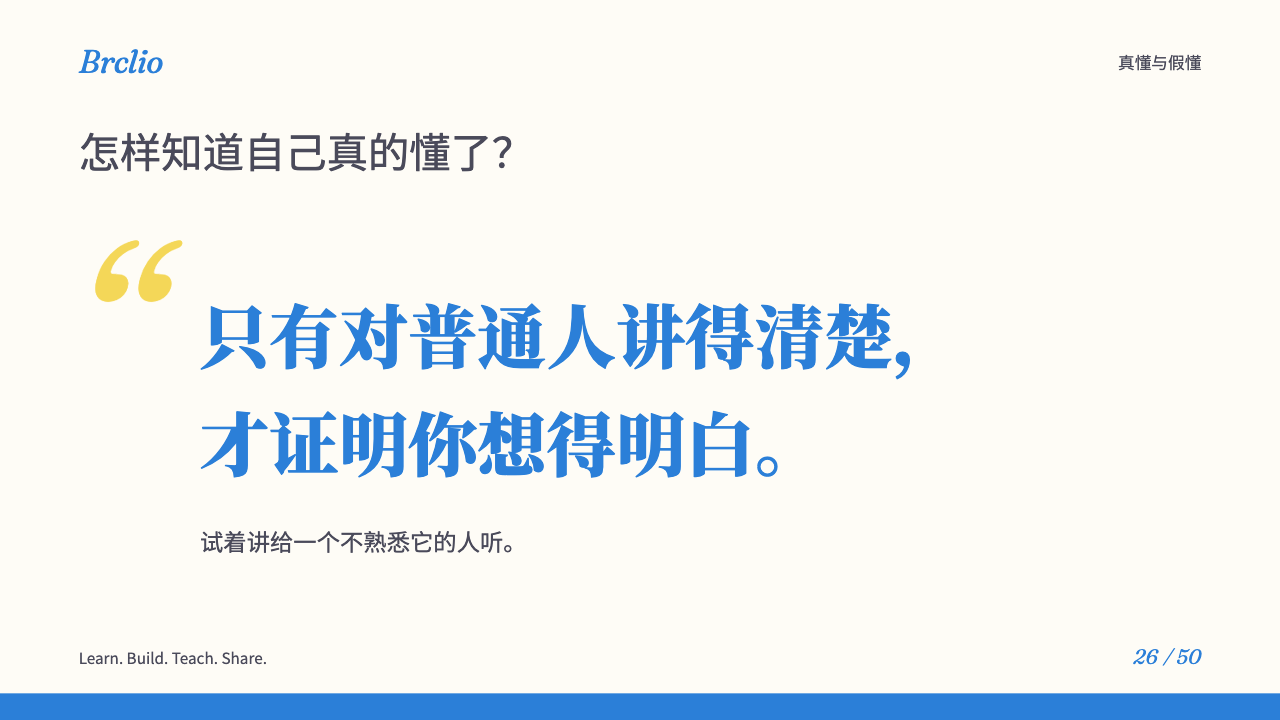 Brclio
真懂与假懂
怎样知道自己真的懂了？
“
只有对普通人讲得清楚，
才证明你想得明白。
试着讲给一个不熟悉它的人听。
Learn. Build. Teach. Share.
26 / 50